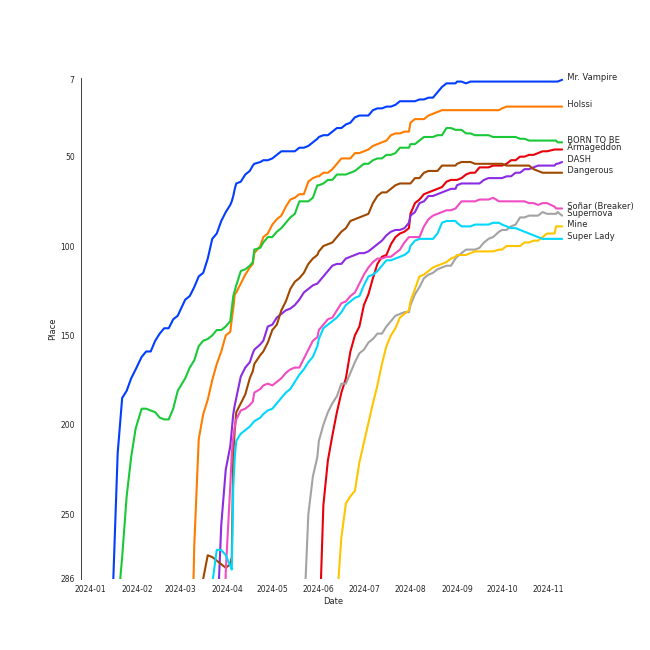 7
50
100
150
200
250
286
Place
2024-01
2024-02
2024-03
2024-04
2024-05
2024-06
2024-07
2024-08
2024-09
2024-10
2024-11
Date
Mr. Vampire
Holssi
BORN TO BE
Armageddon
DASH
Dangerous
Soñar (Breaker)
Supernova
Mine
Super Lady